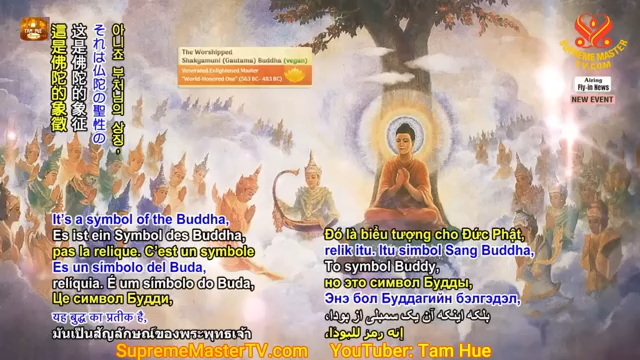 TAM HUE
아니죠 부처님의 상징,
それは仏陀の聖性の
这是佛陀的象征
這是佛陀的象徵
The Worshipped
Shakyamuni (Gautama) Buddha (vegan)
Venerated Enlightened Master
"World-Honored One" (563 BC- 483 BC)
SUPREME MASTER
TV.COM
Airing
Fly-in News
NEW EVENT
It's a symbol of the Buddha,
Es ist ein Symbol des Buddha,
pas la relique. C'est un symbole
Es un símbolo del Buda,
relíquia. É um símbolo do Buda,
Це символ Будди,
यह बुद्ध का प्रतीक है,
มันเป็นสัญลักษณ์ของพระพุทธเจ้า
Đó là biểu tượng cho Đức Phật,
relik itu. Itu simbol Sang Buddha,
To symbol Buddy,
но это символ Будды,
Энэ бол Буддагийн бэлгэдэл,
بلکه اینکه آن یک سمبلی از بودا،
إنه رمز للبوذا،
SupremeMasterTV.com
YouTuber: Tam Hue